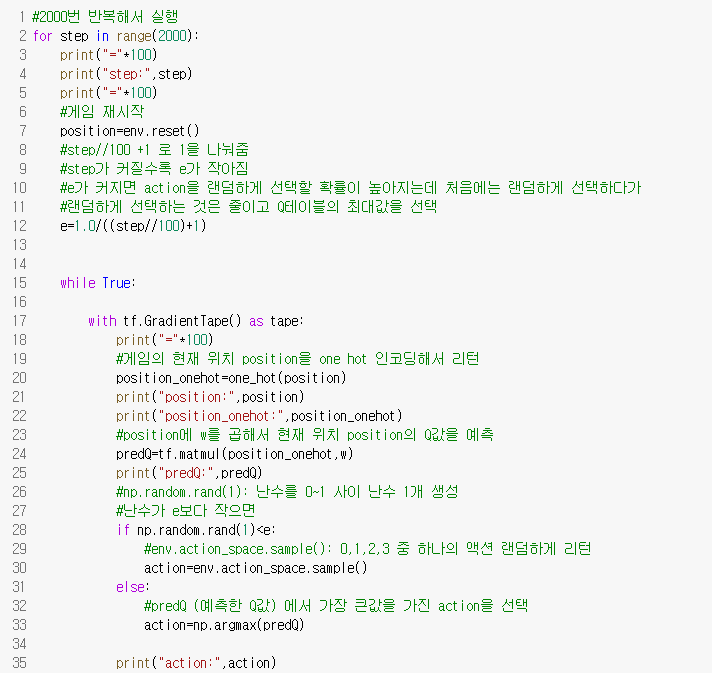 1 #2000번 반복해서 실행
2 for step in range(2000):
3     print("="*100)
4     print("step:",step)
5     print("="*100)
6     #게임 재시작
7     position=env.reset()
8     #step//100 +1 로 1을 나눠줌
9     #step가 커질수록 e가 작아짐
10     #e가 커지면 action을 랜덤하게 선택할 확률이 높아지는데 처음에는 랜덤하게 선택하다가
11     #랜덤하게 선택하는 것은 줄이고 Q테이블의 최대값을 선택
12     e=1.0/((step//100)+1)
13
14
15     while True:
16
17         with tf.GradientTape() as tape:
18             print("="*100)
19             #게임의 현재 위치 position을 one hot 인코딩해서 리턴
20             position_onehot=one_hot(position)
21             print("position:",position)
22             print("position_onehot:",position_onehot)
23             #position에 w를 곱해서 현재 위치 position의 Q값을 예측
24             predQ=tf.matmul(position_onehot,w)
25             print("predQ:",predQ)
26             #np.random.rand(1): 난수를 0~1 사이 난수 1개 생성
27             #난수가 e보다 작으면
28             if np.random.rand(1)<e:
29                 #env.action_space.sample(): 0,1,2,3 중 하나의 액션 랜덤하게 리턴
30                 action=env.action_space.sample()
31             else:
32                 #predQ (예측한 Q값) 에서 가장 큰값을 가진 action을 선택
33                 action=np.argmax(predQ)
34
35             print("action:",action)